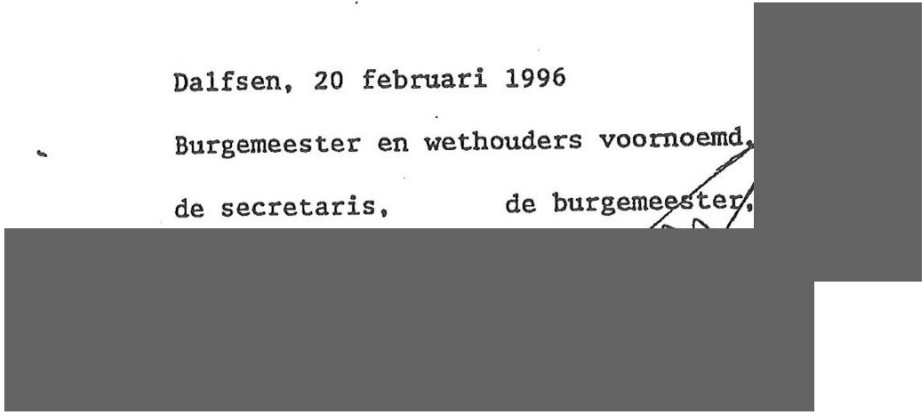 Dalfsen, 20 februari 1996
Burgemeester en wethouders voornoemd,
de secretaris, de burgemeester,